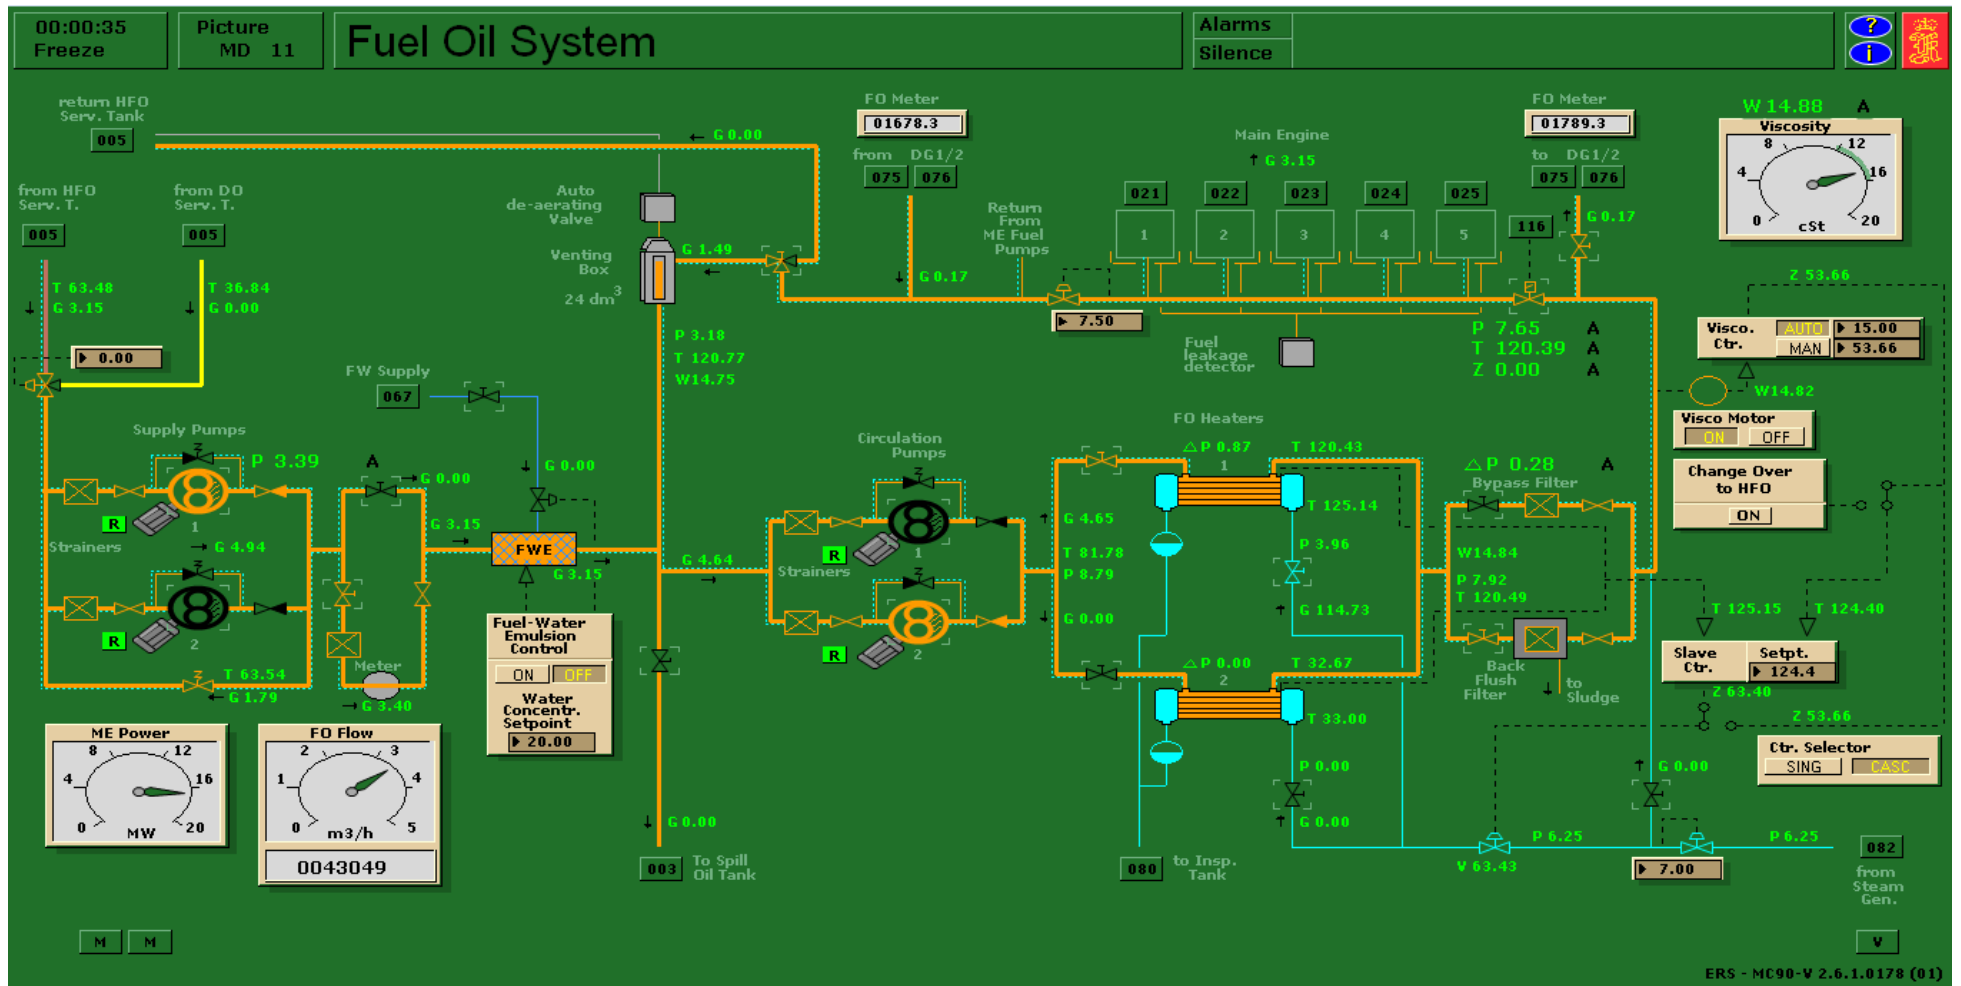 00:00:35
Freeze
Picture
MD 11
Fuel Oil System
Alarms
Silence
?
i
return HFO
Serv. Tank
005
G 0.00
FO Meter
01678.3
from DG1/2
075 076
Main Engine
G 3.15
FO Meter
01789.3
to DG1/2
075 076
W 14.88 A
Viscosity
8 12
4 16
0 20
cSt
from HFO
Serv. T.
005
from DO
Serv. T.
005
Auto
de-aerating
Valve
Venting
Box
24 dm3
G 1.49
G 0.17
Return
From
ME Fuel
Pumps
021 022 023 024 025
1 2 3 4 5
116
G 0.17
Z 53.66
T 63.48
G 3.15
T 36.84
G 0.00
0.00
P 3.18
T 120.77
W14.75
7.50
Fuel
leakage
detector
P 7.65 A
T 120.39 A
Z 0.00 A
Visco.
Ctr.
AUTO 15.00
MAN 53.66
W14.82
Visco Motor
ON OFF
Change Over
to HFO
ON
FW Supply
067
G 0.00
Supply Pumps
P 3.39 A
G 0.00
Z
R
1
G 4.94
Strainers
Z
R
2
Z
T 63.54
G 1.79
G 3.15
Meter
G 3.40
FWE
G 3.15
G 4.64
Fuel-Water
Emulsion
Control
ON OFF
Water
Concentr.
Setpoint
20.00
Circulation
Pumps
Z
R
1
Strainers
Z
R
2
G 4.65
T 81.78
P 8.79
G 0.00
FO Heaters
P 0.87
1
T 120.43
T 125.14
P 3.96
G 114.73
P 0.00
2
T 32.67
T 33.00
P 0.00
G 0.00
P 0.28 A
Bypass Filter
W14.84
P 7.92
T 120.49
Back
Flush
Filter
to
Sludge
T 125.15
T 124.40
Slave
Ctr.
Setpt.
124.4
Z 63.40
Z 53.66
Ctr. Selector
SING CASC
G 0.00
P 6.25
P 6.25
V 63.43
7.00
082
from
Steam
Gen.
ME Power
8 12
4 16
0 20
MW
FO Flow
2 3
1 4
0 5
m3/h
0043049
G 0.00
003
To Spill
Oil Tank
080
to Insp.
Tank
M M
V
ERS - MC90-V 2.6.1.0178 (01)